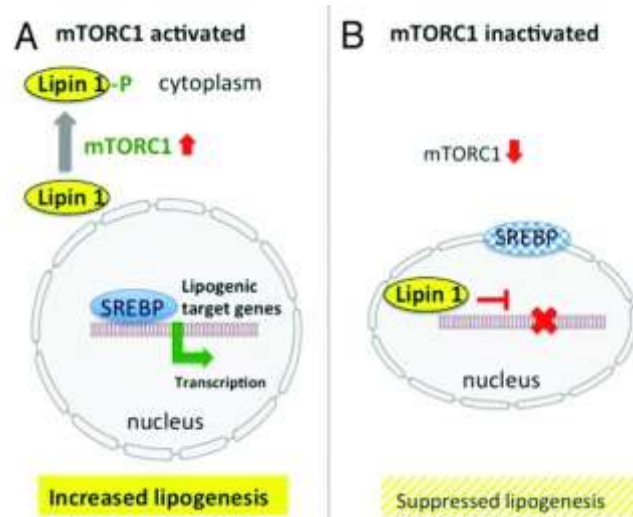 A mTORC1 activated
Lipin 1-P cytoplasm
mTORC1
Lipin 1
Lipogenic
SREBP target genes
Transcription
nucleus
Increased lipogenesis
B mTORC1 inactivated
mTORC1
SREBP
Lipin 1
nucleus
Suppressed lipogenesis